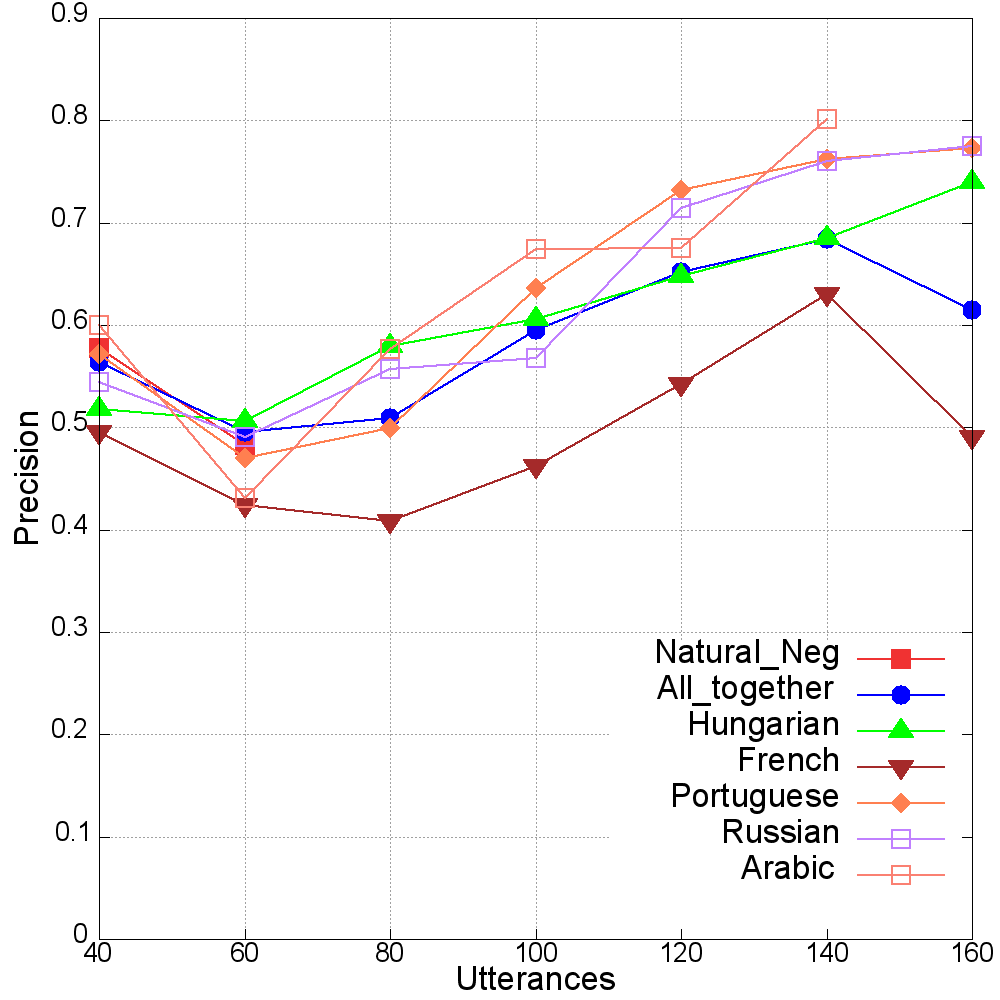 0.9
0.8
0.7
0.6
0.5
0.4
0.3
0.2
0.1
0
Precision
40 60 80 100 120 140 160
Utterances
Natural_Neg
All_together
Hungarian
French
Portuguese
Russian
Arabic